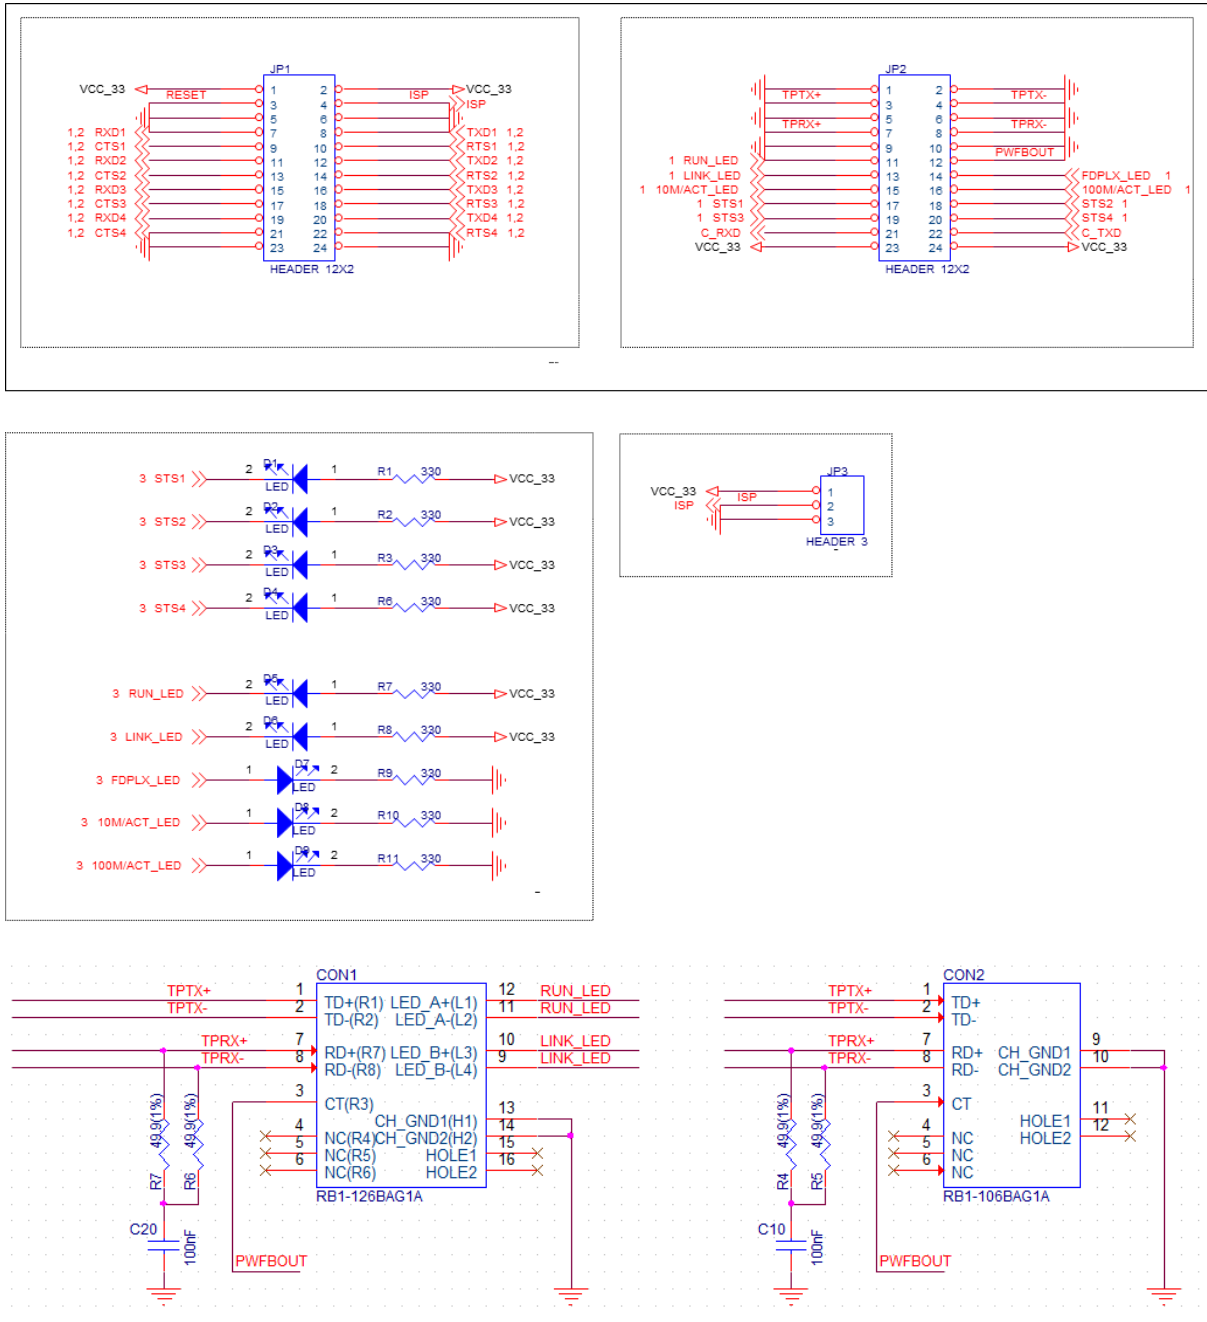 JP1
VCC_33 1 2 VCC_33
RESET 3 4 ISP ISP
5 6
1,2 RXD1 7 8 TXD1 1,2
1,2 CTS1 9 10 RTS1 1,2
1,2 RXD2 11 12 TXD2 1,2
1,2 CTS2 13 14 RTS2 1,2
1,2 RXD3 15 16 TXD3 1,2
1,2 CTS3 17 18 RTS3 1,2
1,2 RXD4 19 20 TXD4 1,2
1,2 CTS4 21 22 RTS4 1,2
23 24
HEADER 12X2
JP2
1 2
TPTX+ 3 4 TPTX-
5 6
TPRX+ 7 8 TPRX-
9 10 PWFBOUT
1 RUN_LED 11 12
1 LINK_LED 13 14 FDPLX_LED 1
1 10M/ACT_LED 15 16 100M/ACT_LED 1
1 STS1 17 18 STS2 1
1 STS3 19 20 STS4 1
C_RXD 21 22 C_TXD
VCC_33 23 24 VCC_33
HEADER 12X2
3 STS1 2 D1 LED 1 R1 330 VCC_33
3 STS2 2 D2 LED 1 R2 330 VCC_33
3 STS3 2 D3 LED 1 R3 330 VCC_33
3 STS4 2 D4 LED 1 R6 330 VCC_33
3 RUN_LED 2 D5 LED 1 R7 330 VCC_33
3 LINK_LED 2 D6 LED 1 R8 330 VCC_33
3 FDPLX_LED 1 D7 LED 2 R9 330
3 10M/ACT_LED 1 D8 LED 2 R10 330
3 100M/ACT_LED 1 D9 LED 2 R11 330
JP3
VCC_33 1
ISP ISP 2
3
HEADER 3
CON1
TPTX+ 1 TD+(R1) LED_A+(L1) 12 RUN_LED
TPTX- 2 TD-(R2) LED_A-(L2) 11 RUN_LED
TPRX+ 7 RD+(R7) LED_B+(L3) 10 LINK_LED
TPRX- 8 RD-(R8) LED_B-(L4) 9 LINK_LED
3 CT(R3)
CH_GND1(H1) 13
4 NC(R4) CH_GND2(H2) 14
5 NC(R5) HOLE1 15
6 NC(R6) HOLE2 16
RB1-126BAG1A
R7 49.9(1%)
R6 49.9(1%)
C20 100nF
PWFBOUT
CON2
TPTX+ 1 TD+
TPTX- 2 TD-
TPRX+ 7 RD+ CH_GND1 9
TPRX- 8 RD- CH_GND2 10
3 CT
HOLE1 11
4 NC HOLE2 12
5 NC
6 NC
RB1-106BAG1A
R4 49.9(1%)
R5 49.9(1%)
C10 100nF
PWFBOUT